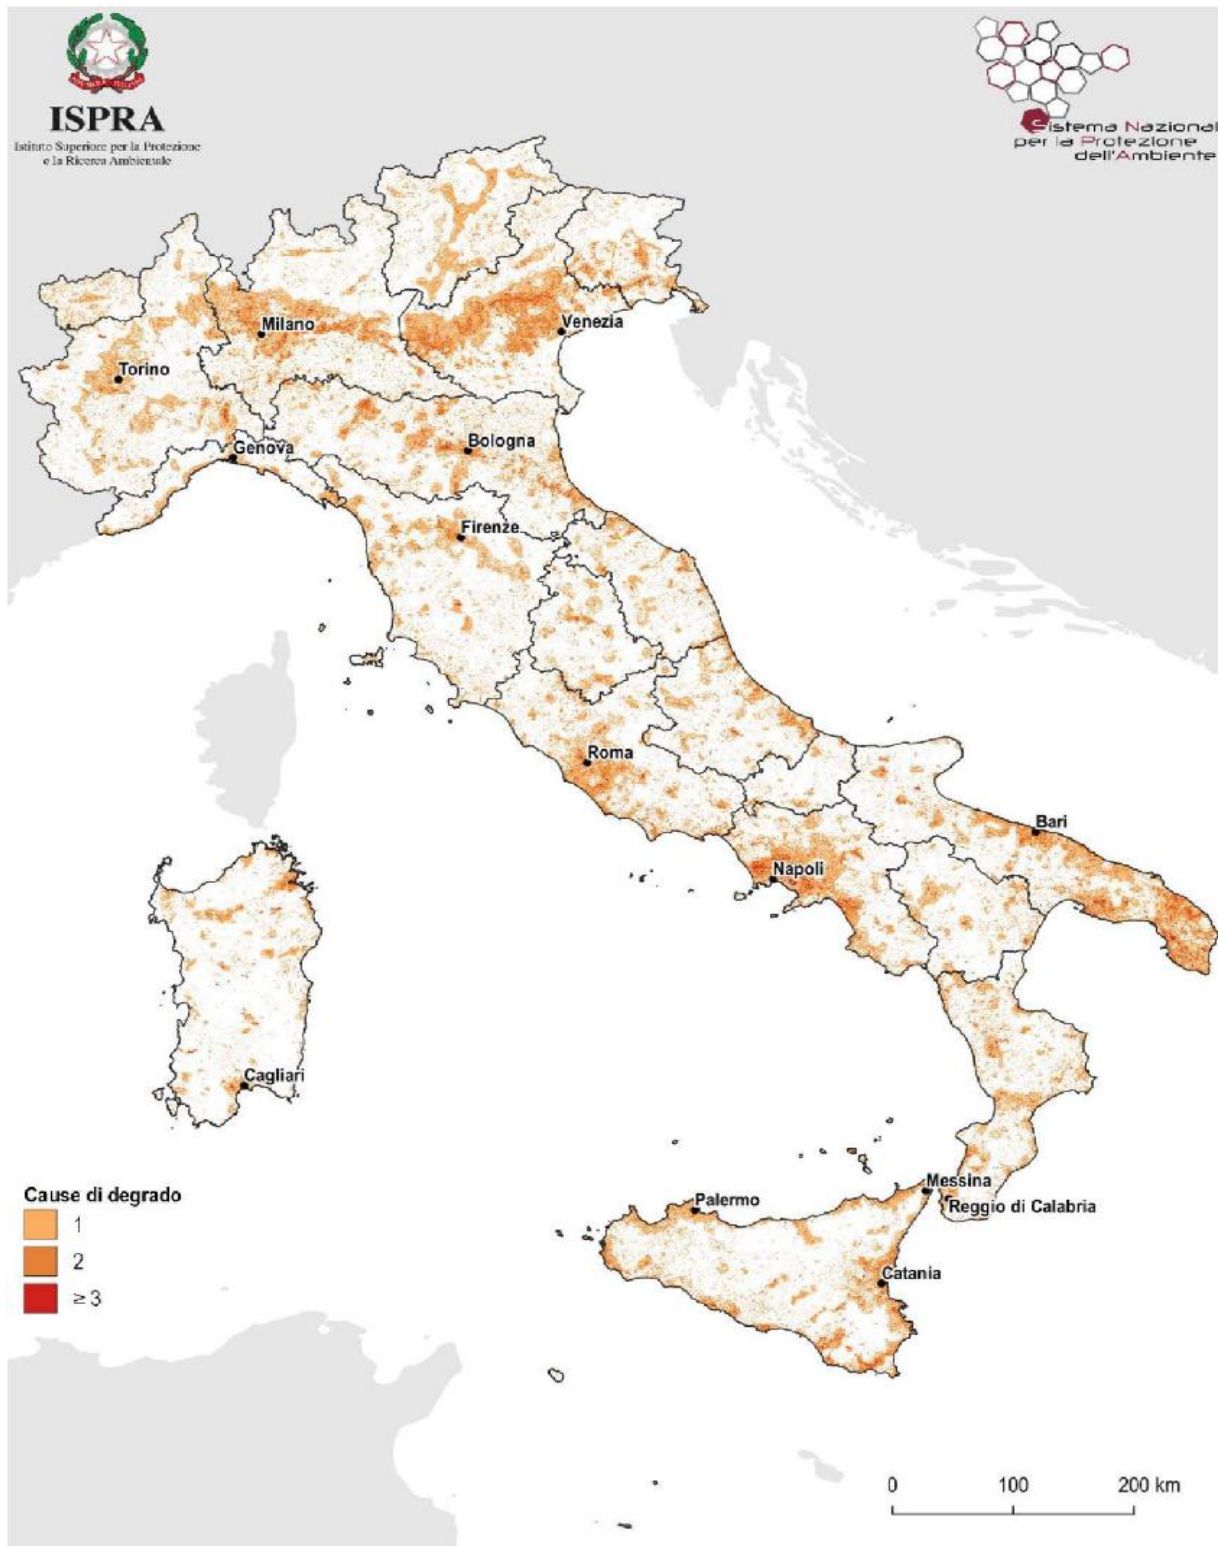 ISPRA
Istituto Superiore per la Protezione
e la Ricerca Ambientale
Sistema Nazionale
per la Protezione
dell'Ambiente
Milano
Venezia
Torino
Genova
Bologna
Firenze
Roma
Bari
Napoli
Cagliari
Messina
Palermo
Reggio di Calabria
Catania
Cause di degrado
1
2
≥ 3
0 100 200 km